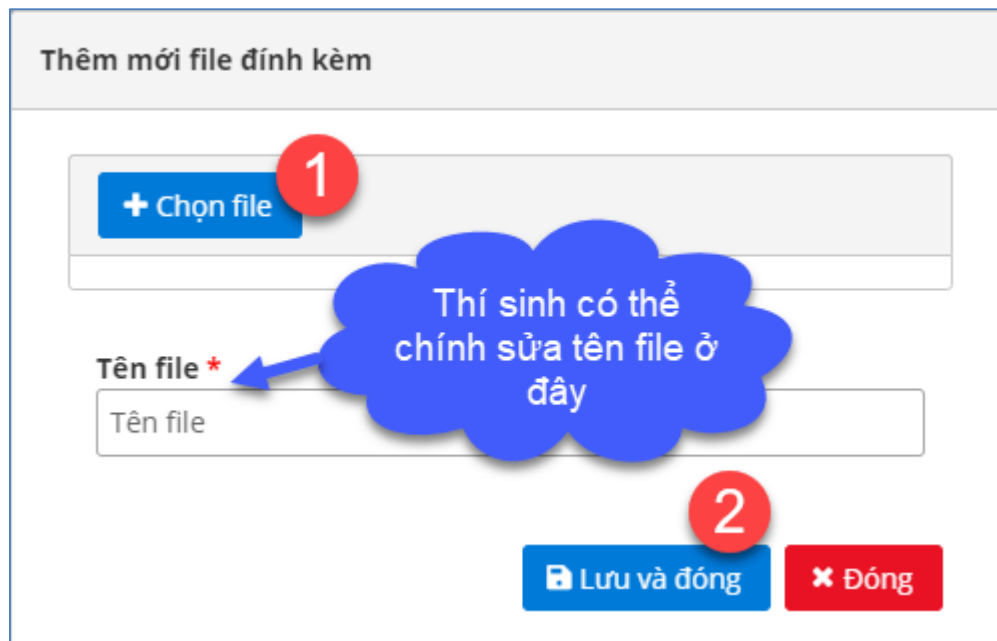 Thêm mới file đính kèm
1
Chọn file
Thí sinh có thể
chính sửa tên file ở
đây
Tên file *
Tên file
2
Lưu và đóng
Đóng